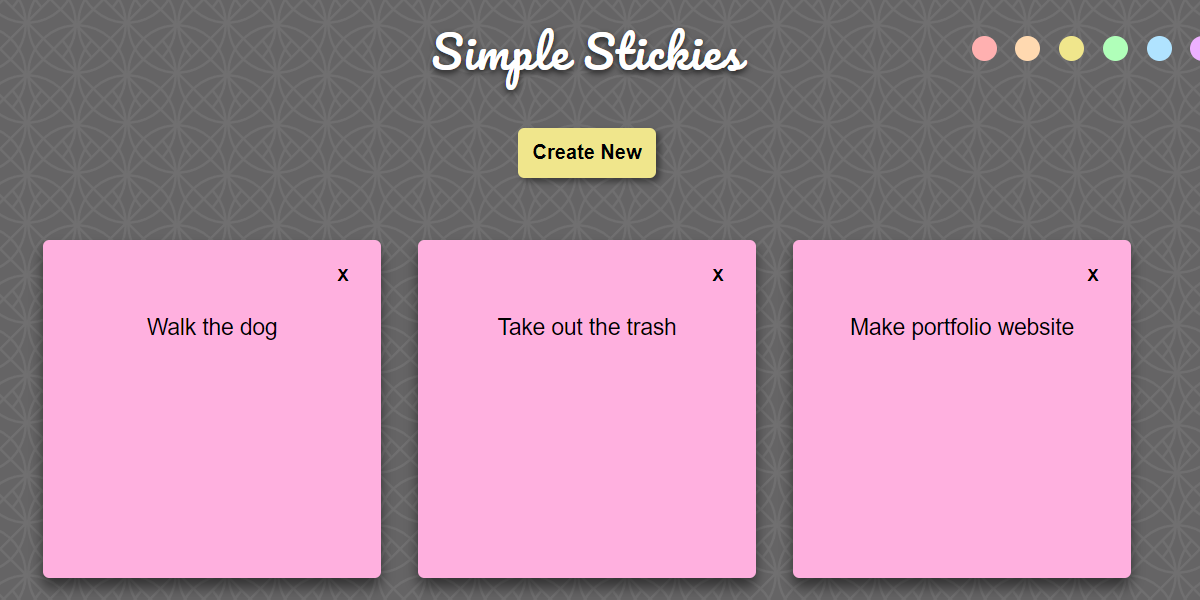 Simple Stickies
Create New
x
x
x
Walk the dog
Take out the trash
Make portfolio website